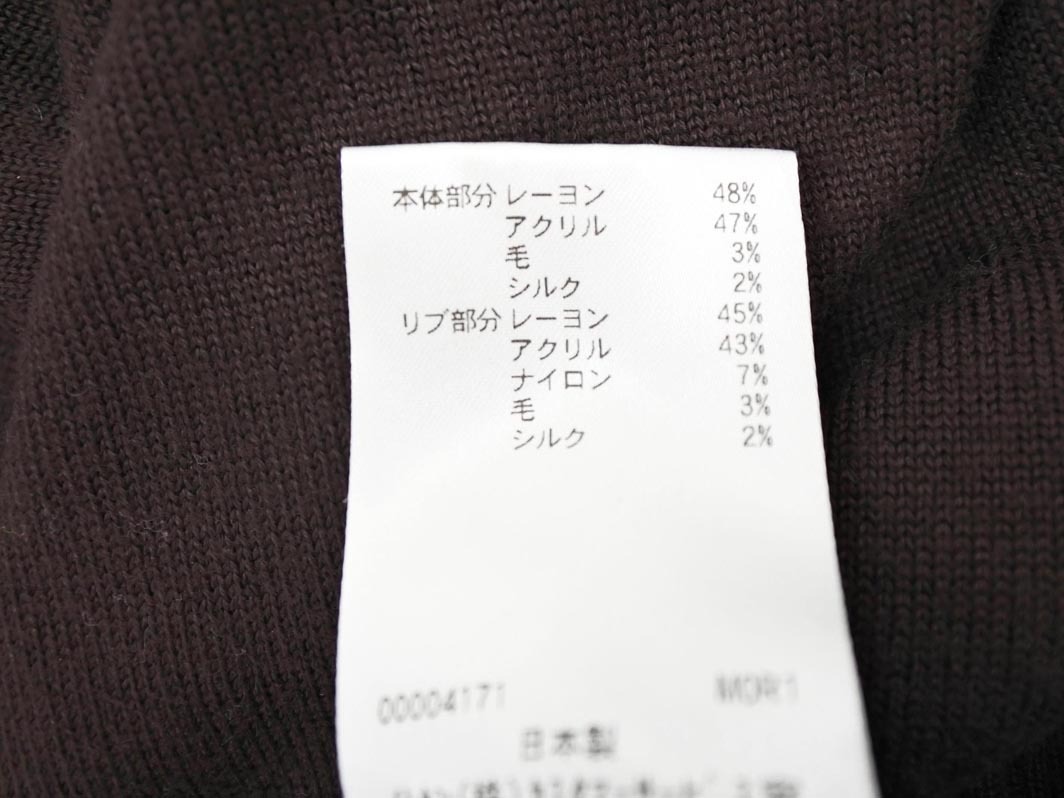 本体部分 レーヨン 48%
アクリル 47%
毛 3%
シルク 2%
リブ部分 レーヨン 45%
アクリル 43%
ナイロン 7%
毛 3%
シルク 2%
00004171 MOR1
日本製